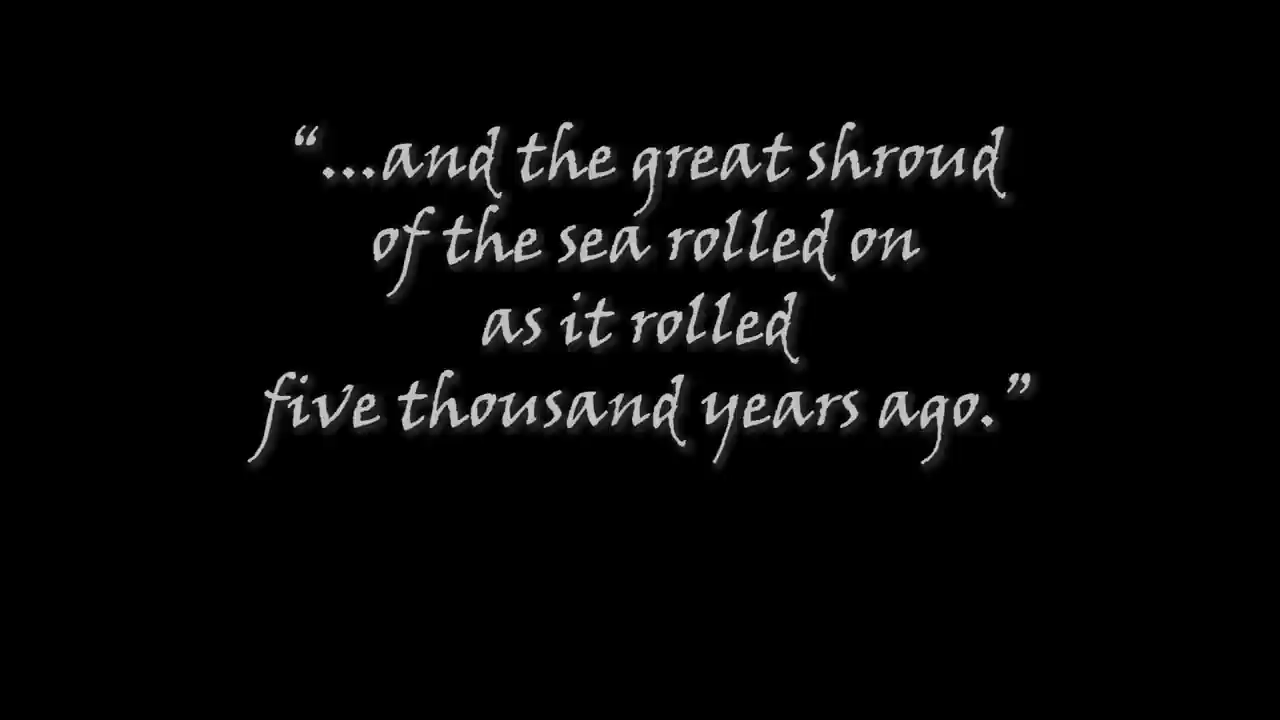 “...and the great shroud
of the sea rolled on
as it rolled
five thousand years ago.”